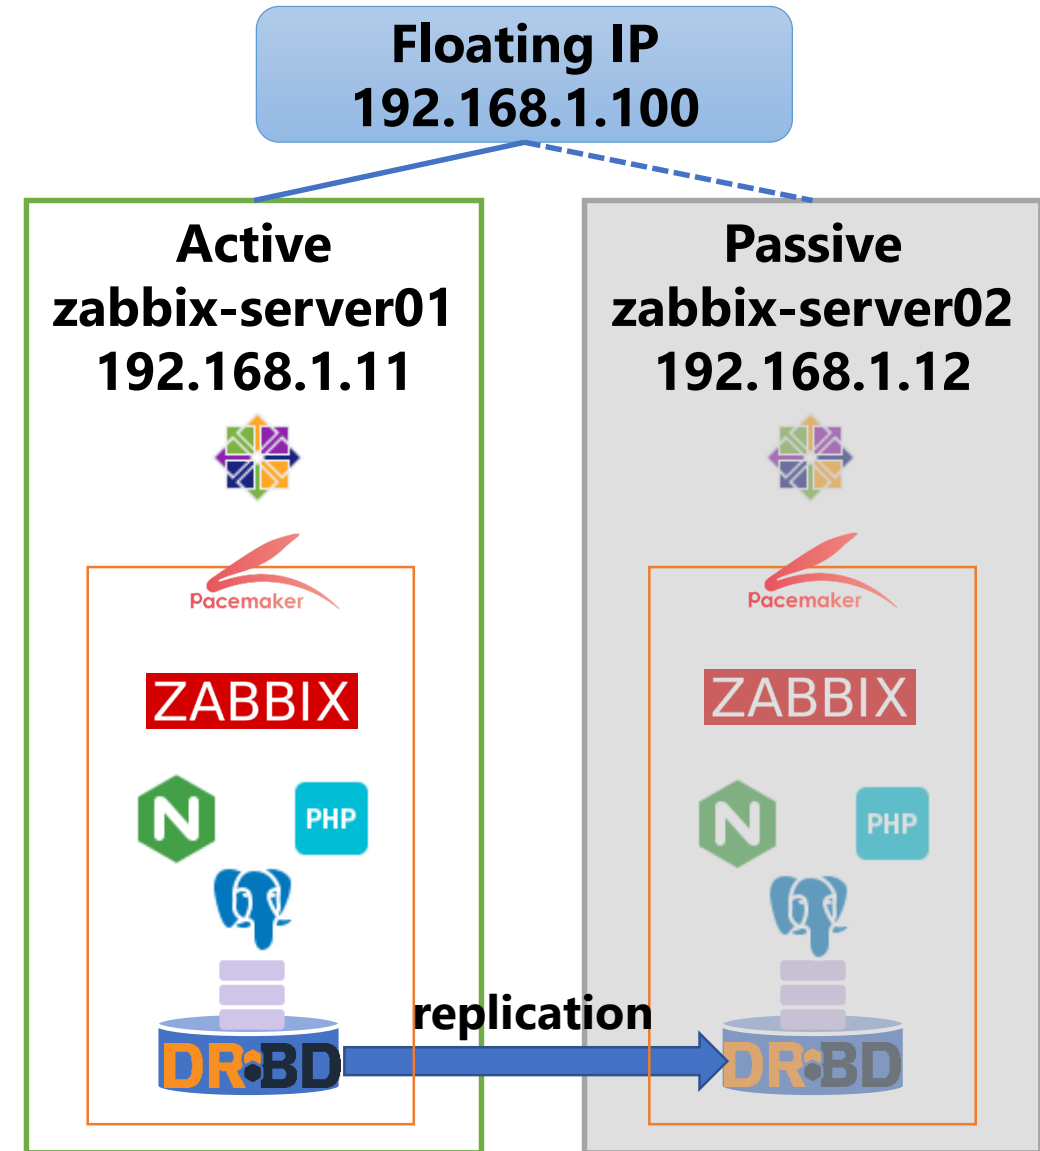 Floating IP
192.168.1.100
Active
zabbix-server01
192.168.1.11
Passive
zabbix-server02
192.168.1.12
Pacemaker
Pacemaker
ZABBIX
ZABBIX
N
PHP
N
PHP
replication
DRBD
DRBD